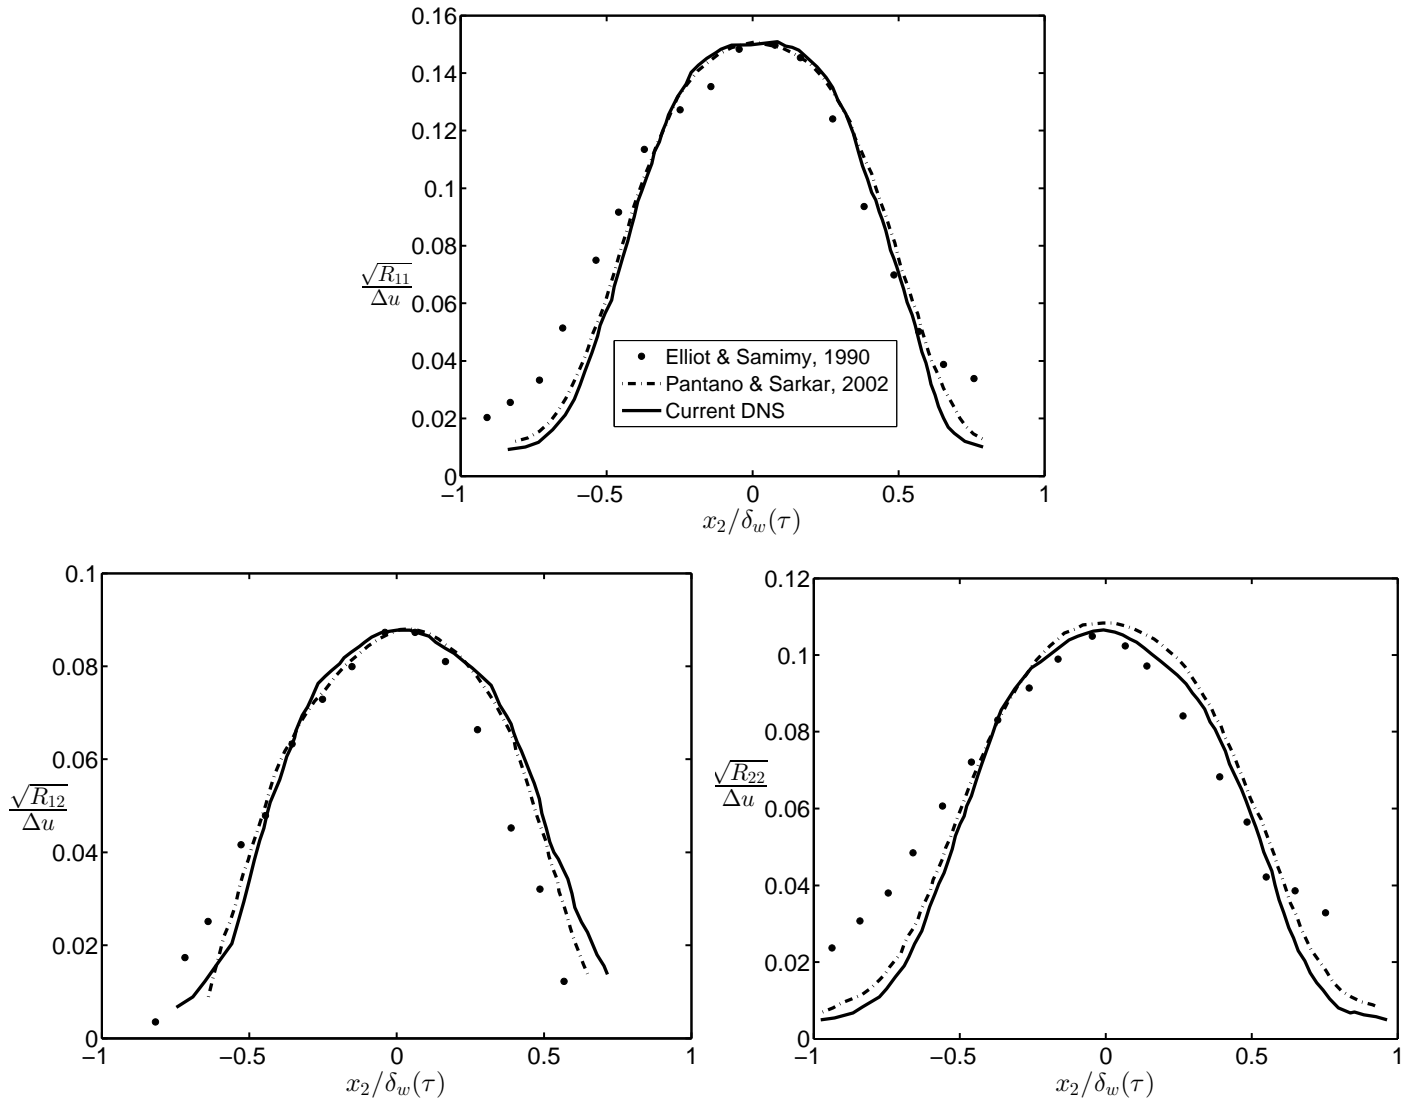 0.16
0.14
0.12
0.1
0.08
0.06
0.04
0.02
0
√R11/Δu
Elliot & Samimy, 1990
Pantano & Sarkar, 2002
Current DNS
−1 −0.5 0 0.5 1
x2/δw(τ)
0.1
0.08
0.06
0.04
0.02
0
√R12/Δu
−1 −0.5 0 0.5 1
x2/δw(τ)
0.12
0.1
0.08
0.06
0.04
0.02
0
√R22/Δu
−1 −0.5 0 0.5 1
x2/δw(τ)